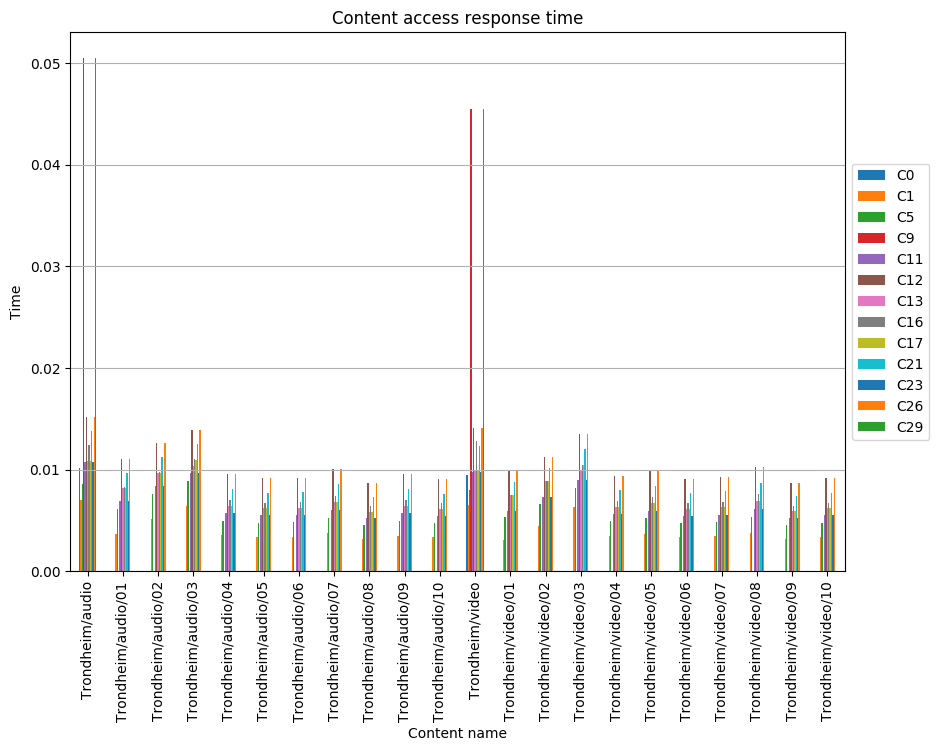 Content access response time
Time
0.05
0.04
0.03
0.02
0.01
0.00
C0
C1
C5
C9
C11
C12
C13
C16
C17
C21
C23
C26
C29
Trondheim/audio
Trondheim/audio/01
Trondheim/audio/02
Trondheim/audio/03
Trondheim/audio/04
Trondheim/audio/05
Trondheim/audio/06
Trondheim/audio/07
Trondheim/audio/08
Trondheim/audio/09
Trondheim/audio/10
Trondheim/video
Trondheim/video/01
Trondheim/video/02
Trondheim/video/03
Trondheim/video/04
Trondheim/video/05
Trondheim/video/06
Trondheim/video/07
Trondheim/video/08
Trondheim/video/09
Trondheim/video/10
Content name